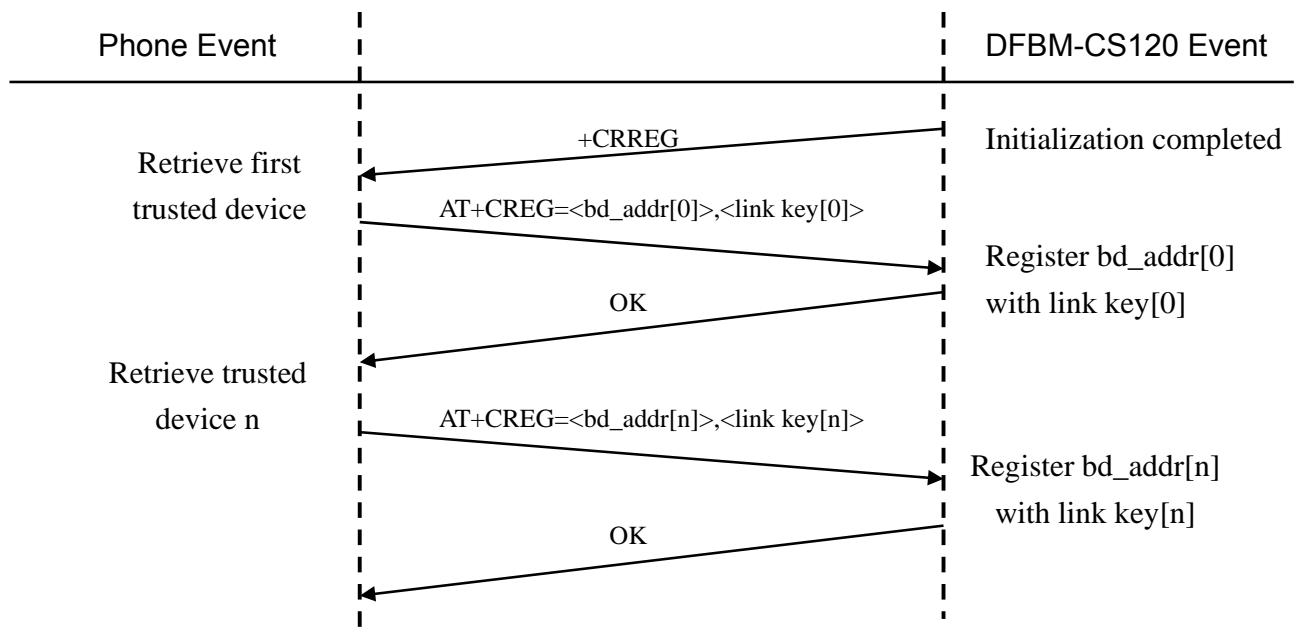 Phone Event
DFBM-CS120 Event
+CRREG
Initialization completed
Retrieve first
trusted device
AT+CREG=<bd_addr[0]>,<link key[0]>
Register bd_addr[0]
with link key[0]
OK
Retrieve trusted
device n
AT+CREG=<bd_addr[n]>,<link key[n]>
Register bd_addr[n]
with link key[n]
OK